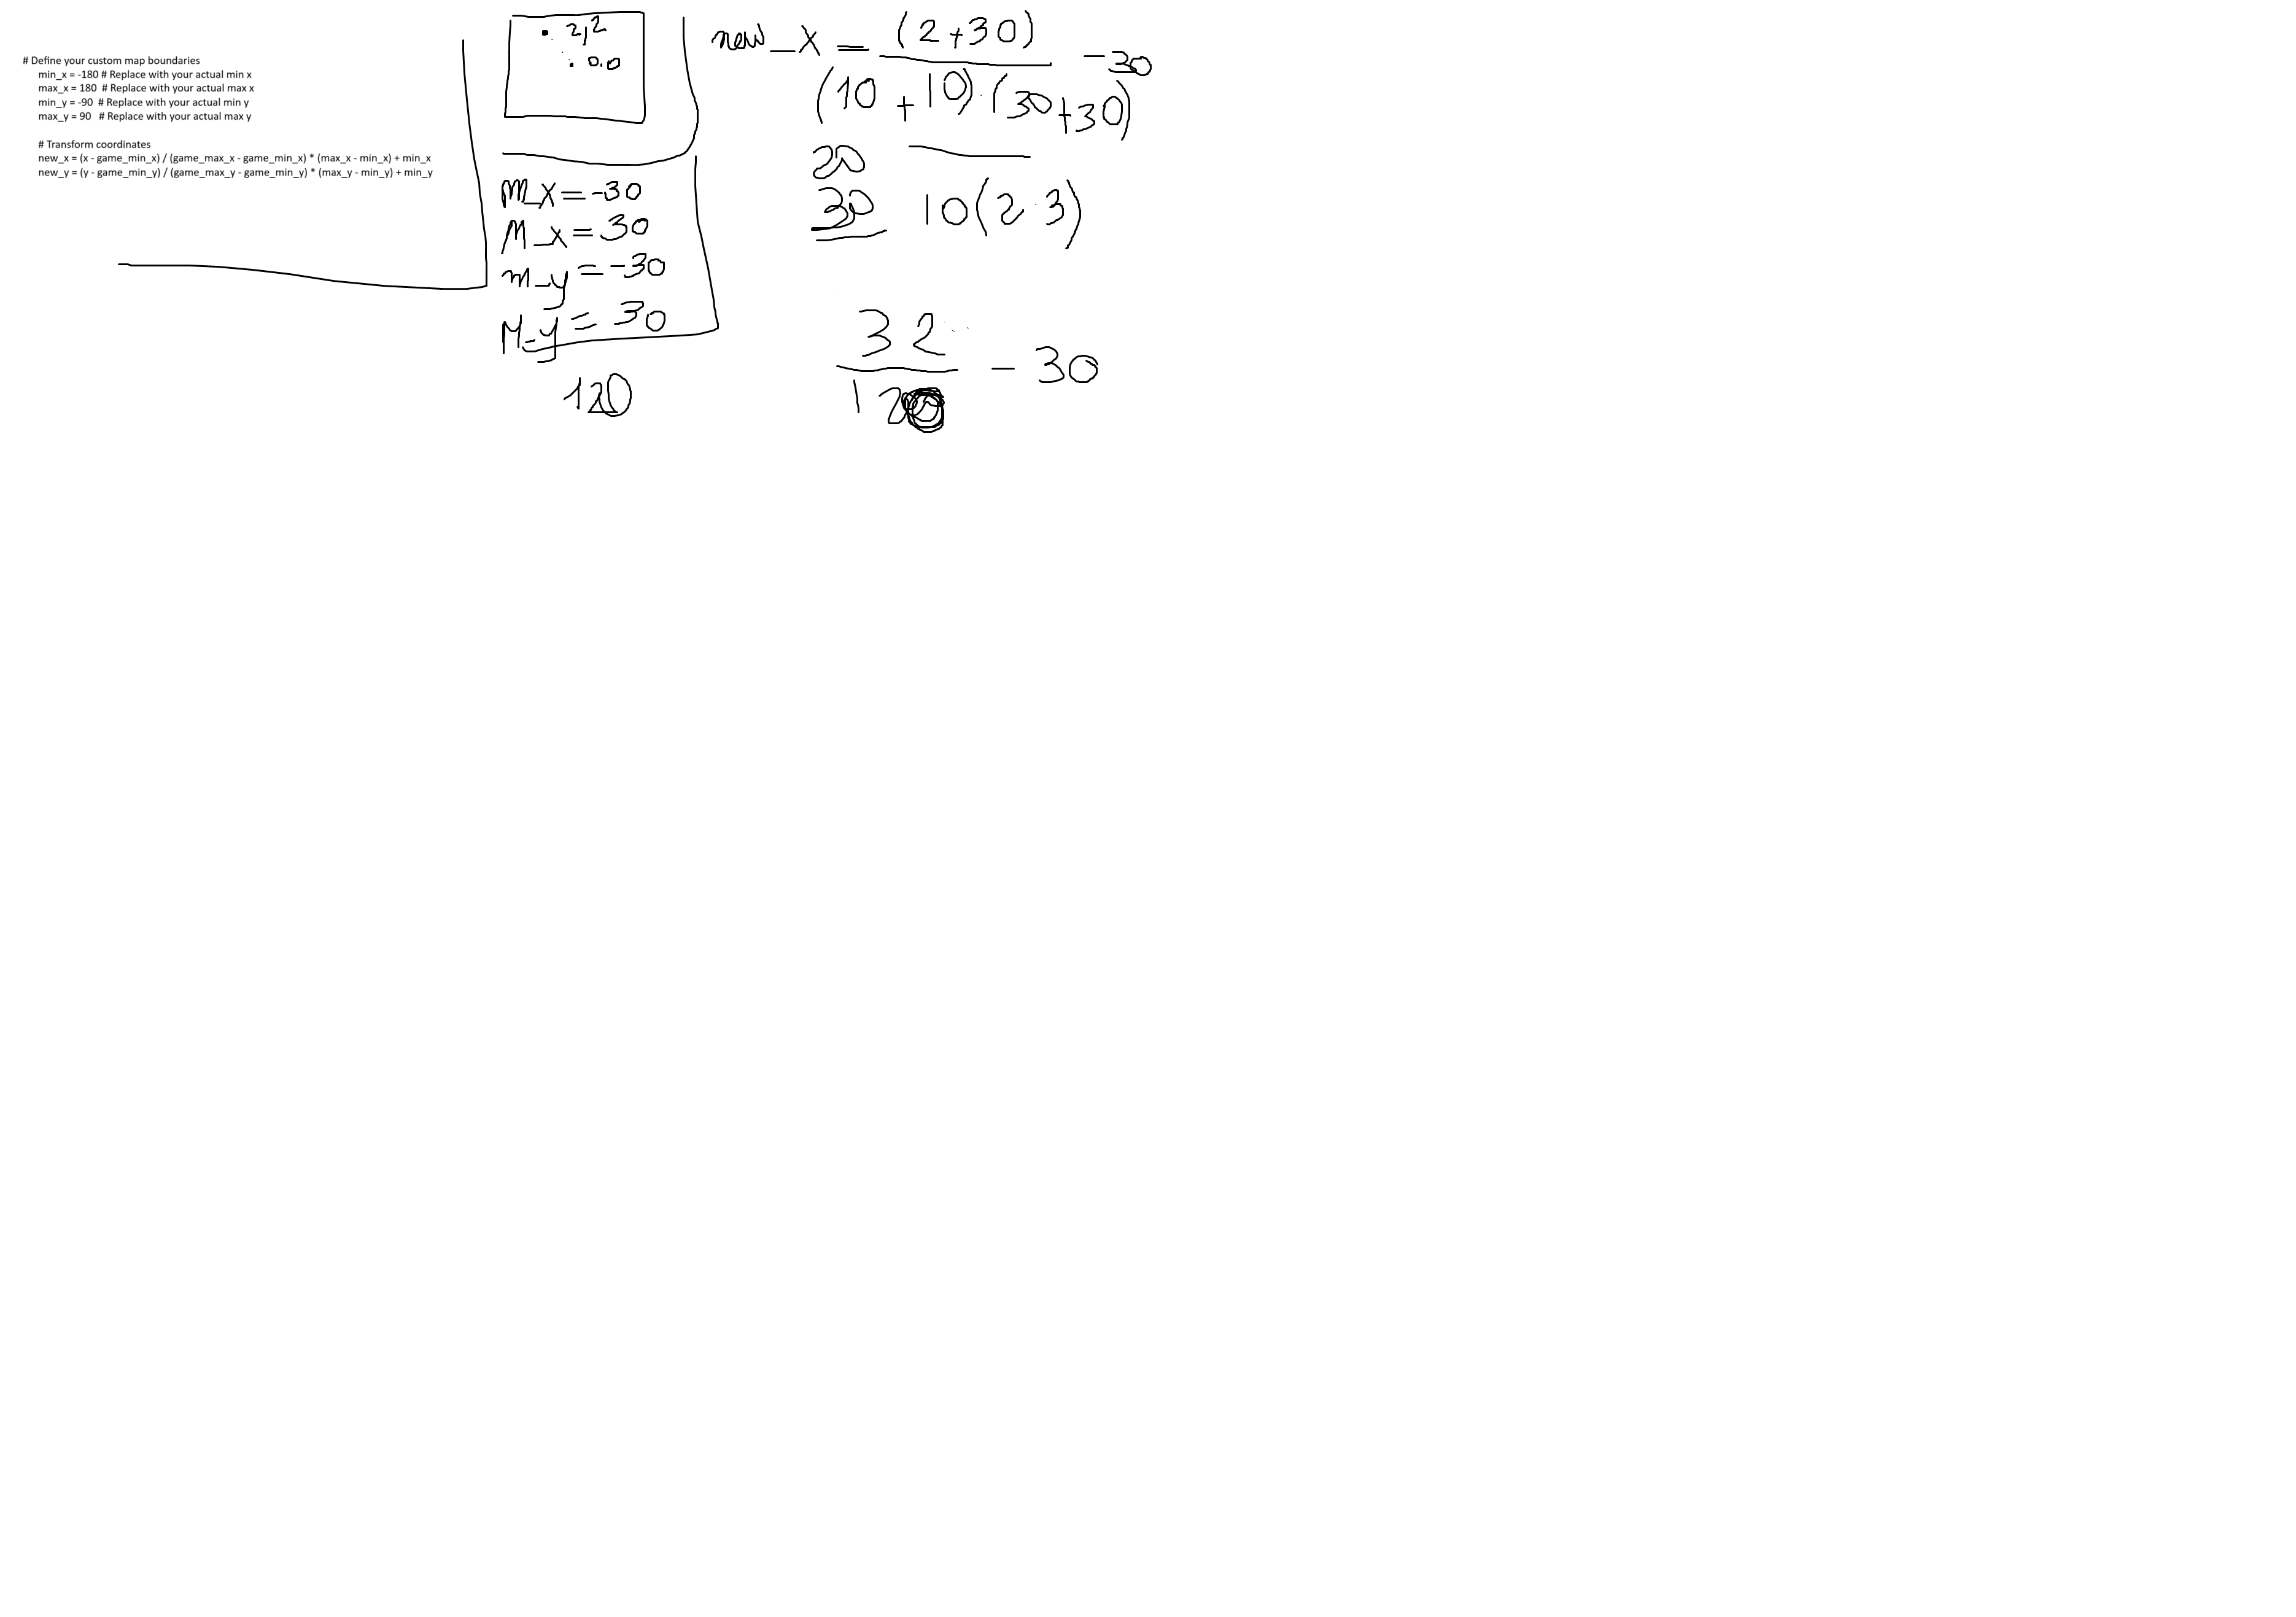 # Define your custom map boundaries
min_x = -180 # Replace with your actual min x
max_x = 180  # Replace with your actual max x
min_y = -90  # Replace with your actual min y
max_y = 90   # Replace with your actual max y
# Transform coordinates
new_x = (x - game_min_x) / (game_max_x - game_min_x) * (max_x - min_x) + min_x
new_y = (y - game_min_y) / (game_max_y - game_min_y) * (max_y - min_y) + min_y
2,2
0.0
m_x = -30
M_x = 30
m_y = -30
M_y = 30
120
new_x = (2+30) - 30
(10 + 10) · (30+30)
20
30
10(2·3)
32
- 30